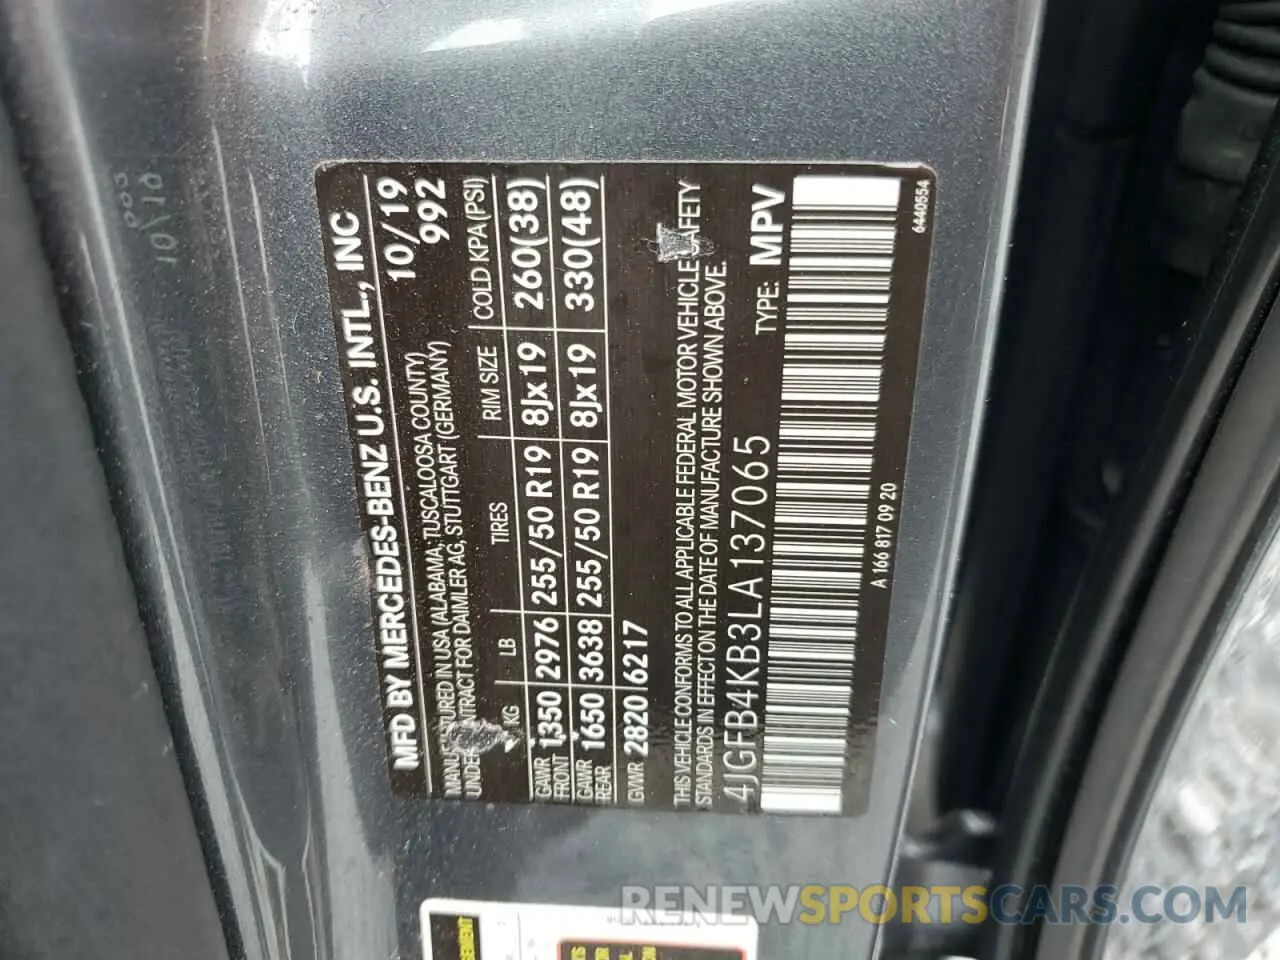 MFD BY MERCEDES-BENZ U.S. INTL., INC
10/19
992
MANUFACTURED IN USA (ALABAMA, TUSCALOOSA COUNTY)
UNDER CONTRACT FOR DAIMLER AG, STUTTGART (GERMANY)
KG LB TIRES RIM SIZE COLD KPA(PSI)
GAWR FRONT 1350 2976 255/50 R19 8Jx19 260(38)
GAWR REAR 1650 3638 255/50 R19 8Jx19 330(48)
GVWR 2820 6217
THIS VEHICLE CONFORMS TO ALL APPLICABLE FEDERAL MOTOR VEHICLE SAFETY
STANDARDS IN EFFECT ON THE DATE OF MANUFACTURE SHOWN ABOVE.
4JGFB4KB3LA137065 TYPE: MPV
A 166 817 09 20
6440554
RENEWSPORTSCARS.COM